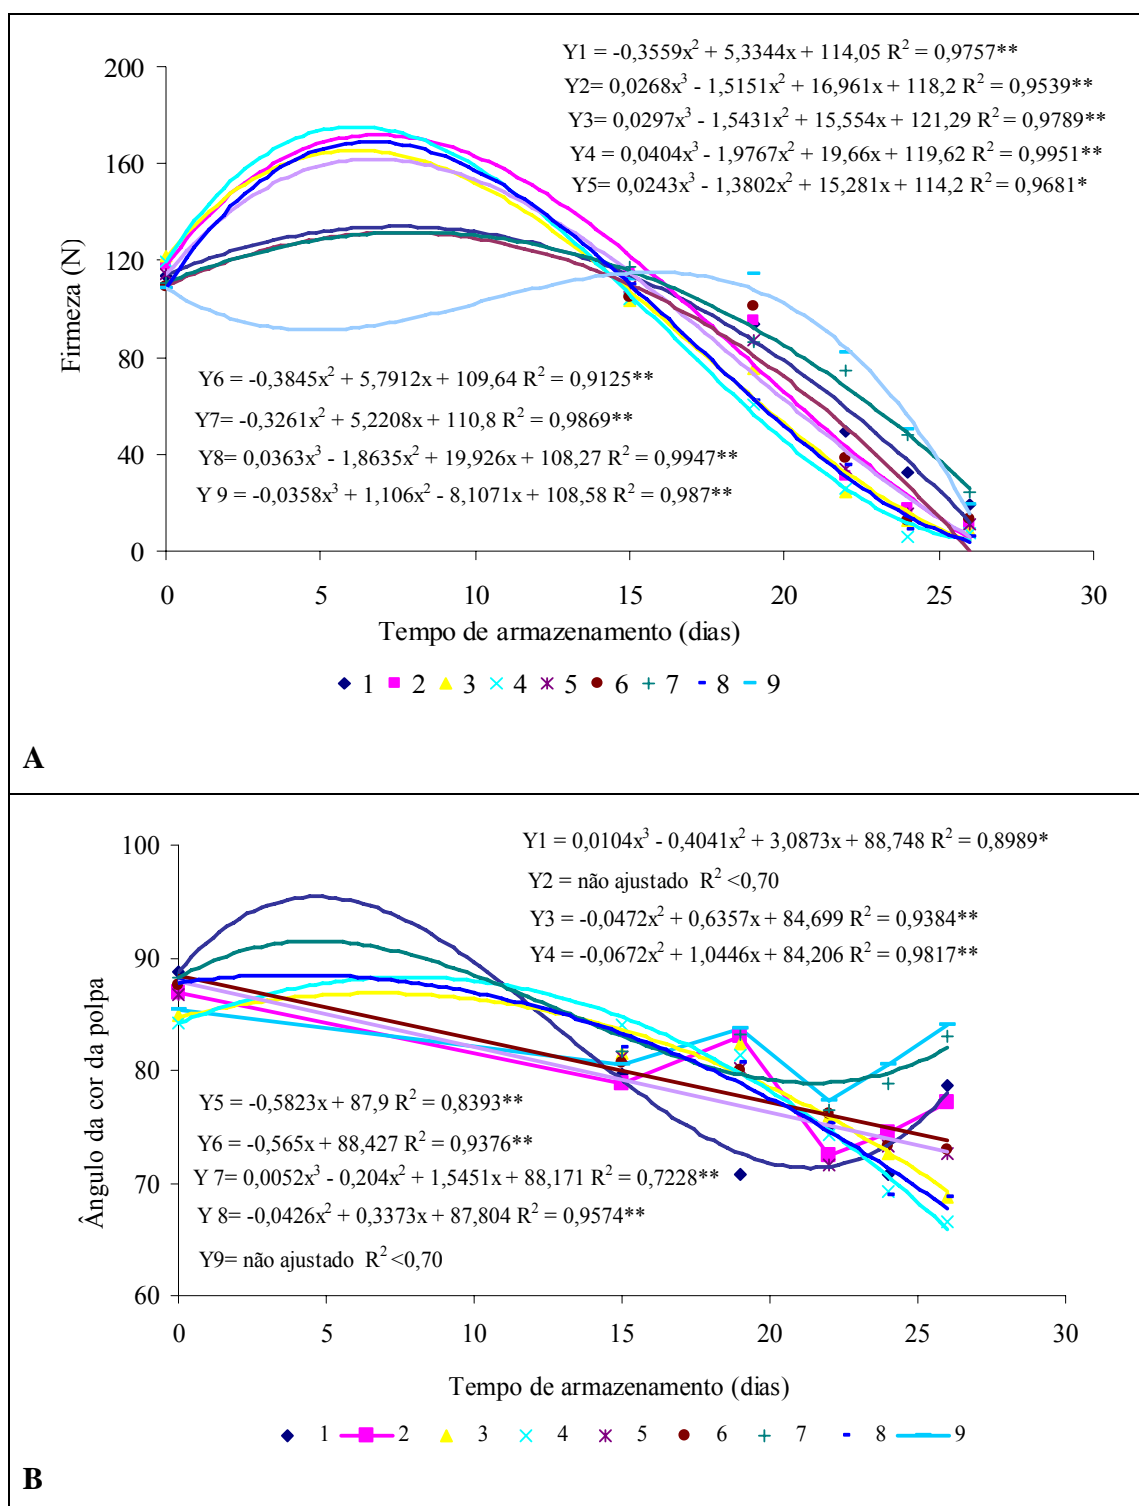 Y1 = -0,3559x² + 5,3344x + 114,05 R² = 0,9757**
Y2= 0,0268x³ - 1,5151x² + 16,961x + 118,2 R² = 0,9539**
Y3= 0,0297x³ - 1,5431x² + 15,554x + 121,29 R² = 0,9789**
Y4 = 0,0404x³ - 1,9767x² + 19,66x + 119,62 R² = 0,9951**
Y5= 0,0243x³ - 1,3802x² + 15,281x + 114,2 R² = 0,9681*
200
160
120
80
40
0
Firmeza (N)
Y6 = -0,3845x² + 5,7912x + 109,64 R² = 0,9125**
Y7= -0,3261x² + 5,2208x + 110,8 R² = 0,9869**
Y8= 0,0363x³ - 1,8635x² + 19,926x + 108,27 R² = 0,9947**
Y 9 = -0,0358x³ + 1,106x² - 8,1071x + 108,58 R² = 0,987**
0 5 10 15 20 25 30
Tempo de armazenamento (dias)
1 2 3 4 5 6 7 8 9
A
Y1 = 0,0104x³ - 0,4041x² + 3,0873x + 88,748 R² = 0,8989*
Y2 = não ajustado R² <0,70
Y3 = -0,0472x² + 0,6357x + 84,699 R² = 0,9384**
Y4 = -0,0672x² + 1,0446x + 84,206 R² = 0,9817**
100
90
80
70
60
Ângulo da cor da polpa
Y5 = -0,5823x + 87,9 R² = 0,8393**
Y6 = -0,565x + 88,427 R² = 0,9376**
Y 7= 0,0052x³ - 0,204x² + 1,5451x + 88,171 R² = 0,7228**
Y 8= -0,0426x² + 0,3373x + 87,804 R² = 0,9574**
Y9= não ajustado R² <0,70
0 5 10 15 20 25 30
Tempo de armazenamento (dias)
1 2 3 4 5 6 7 8 9
B